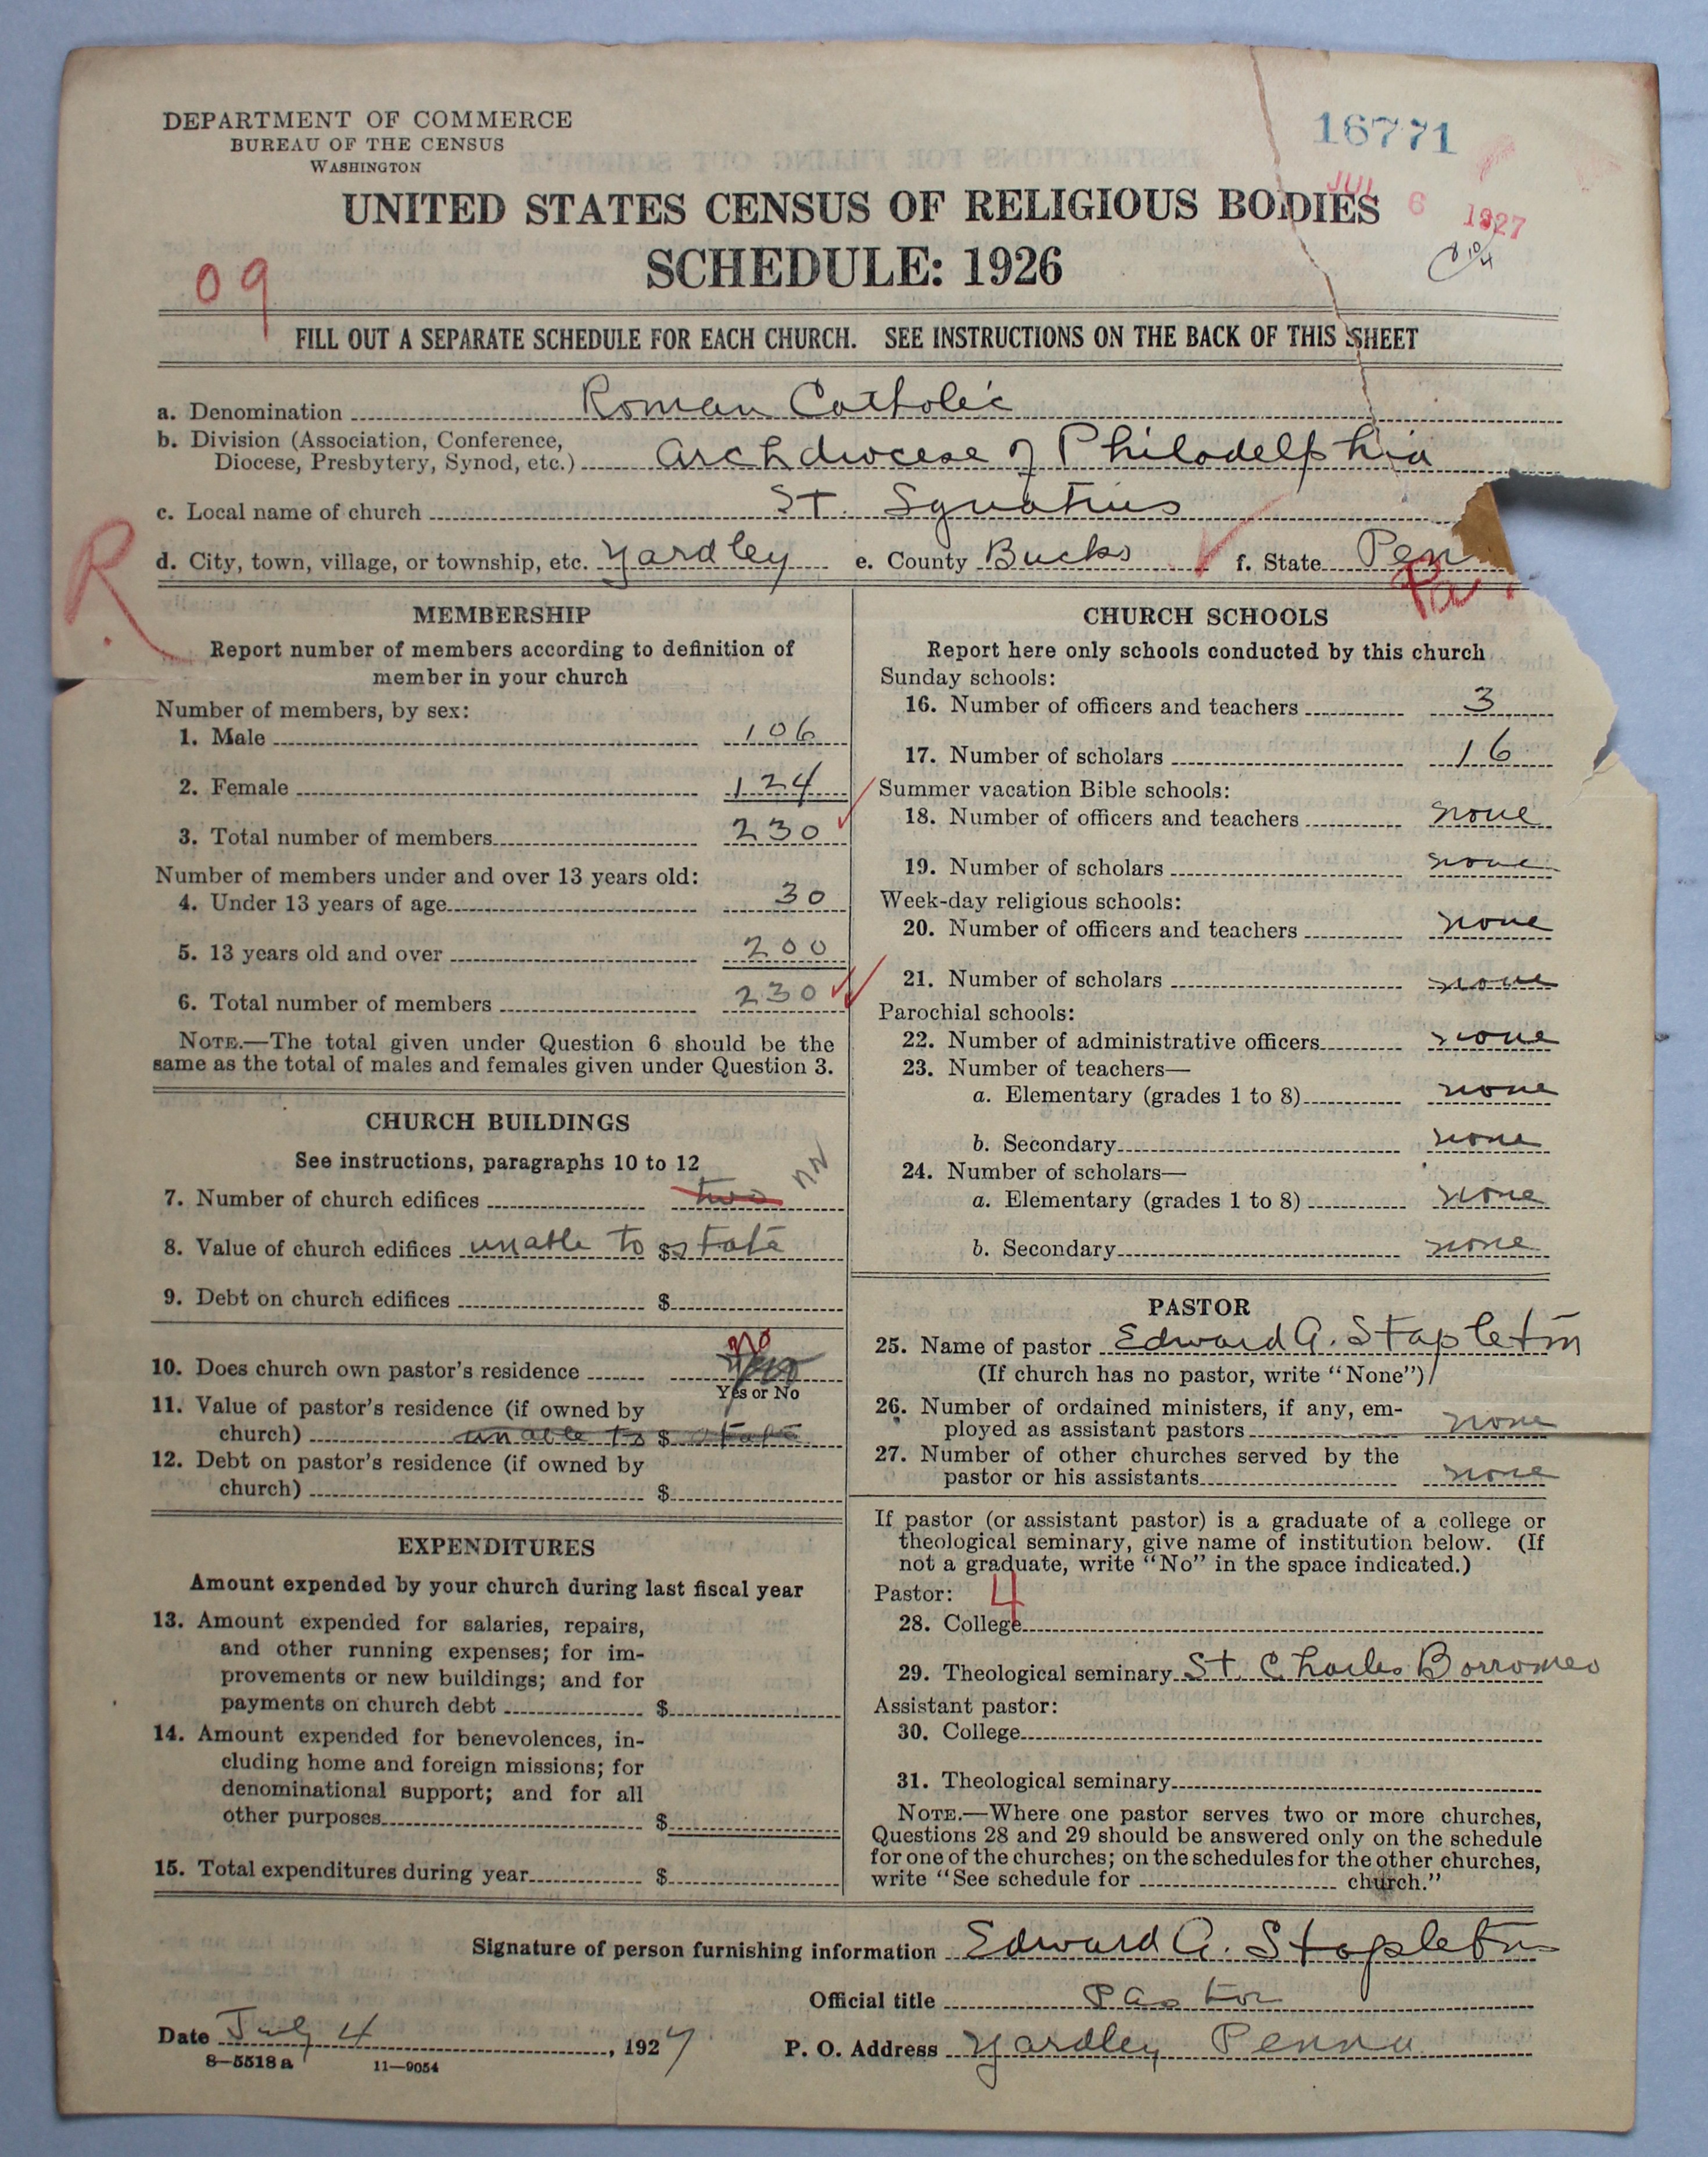 DEPARTMENT OF COMMERCE
BUREAU OF THE CENSUS
WASHINGTON
16771
JUL 6 1927
UNITED STATES CENSUS OF RELIGIOUS BODIES
SCHEDULE: 1926
09
FILL OUT A SEPARATE SCHEDULE FOR EACH CHURCH. SEE INSTRUCTIONS ON THE BACK OF THIS SHEET
a. Denomination Roman Catholic
b. Division (Association, Conference,
Diocese, Presbytery, Synod, etc.) Archdiocese of Philadelphia
c. Local name of church St. Ignatius
d. City, town, village, or township, etc. Yardley e. County Bucks f. State Pen
R.
Pa.
MEMBERSHIP
Report number of members according to definition of
member in your church
Number of members, by sex:
1. Male 106
2. Female 124
3. Total number of members 230
Number of members under and over 13 years old:
4. Under 13 years of age 30
5. 13 years old and over 200
6. Total number of members 230
NOTE.—The total given under Question 6 should be the
same as the total of males and females given under Question 3.
CHURCH BUILDINGS
See instructions, paragraphs 10 to 12
7. Number of church edifices two
8. Value of church edifices unable to $ state
9. Debt on church edifices $
10. Does church own pastor's residence no
Yes or No
11. Value of pastor's residence (if owned by
church) unable to $ state
12. Debt on pastor's residence (if owned by
church) $
EXPENDITURES
Amount expended by your church during last fiscal year
13. Amount expended for salaries, repairs,
and other running expenses; for im-
provements or new buildings; and for
payments on church debt $
14. Amount expended for benevolences, in-
cluding home and foreign missions; for
denominational support; and for all
other purposes $
15. Total expenditures during year $
CHURCH SCHOOLS
Report here only schools conducted by this church
Sunday schools:
16. Number of officers and teachers 3
17. Number of scholars 16
Summer vacation Bible schools:
18. Number of officers and teachers none
19. Number of scholars none
Week-day religious schools:
20. Number of officers and teachers none
21. Number of scholars none
Parochial schools:
22. Number of administrative officers none
23. Number of teachers—
a. Elementary (grades 1 to 8) none
b. Secondary none
24. Number of scholars—
a. Elementary (grades 1 to 8) none
b. Secondary none
PASTOR
25. Name of pastor Edward A. Stapleton
(If church has no pastor, write "None")
26. Number of ordained ministers, if any, em-
ployed as assistant pastors none
27. Number of other churches served by the
pastor or his assistants none
If pastor (or assistant pastor) is a graduate of a college or
theological seminary, give name of institution below. (If
not a graduate, write "No" in the space indicated.)
Pastor: 4
28. College
29. Theological seminary St. Charles Borromeo
Assistant pastor:
30. College
31. Theological seminary
NOTE.—Where one pastor serves two or more churches,
Questions 28 and 29 should be answered only on the schedule
for one of the churches; on the schedules for the other churches,
write "See schedule for church."
Signature of person furnishing information Edward A. Stapleton
Official title Pastor
Date July 4, 1927 P. O. Address Yardley Penna
8—5518 a 11—9054